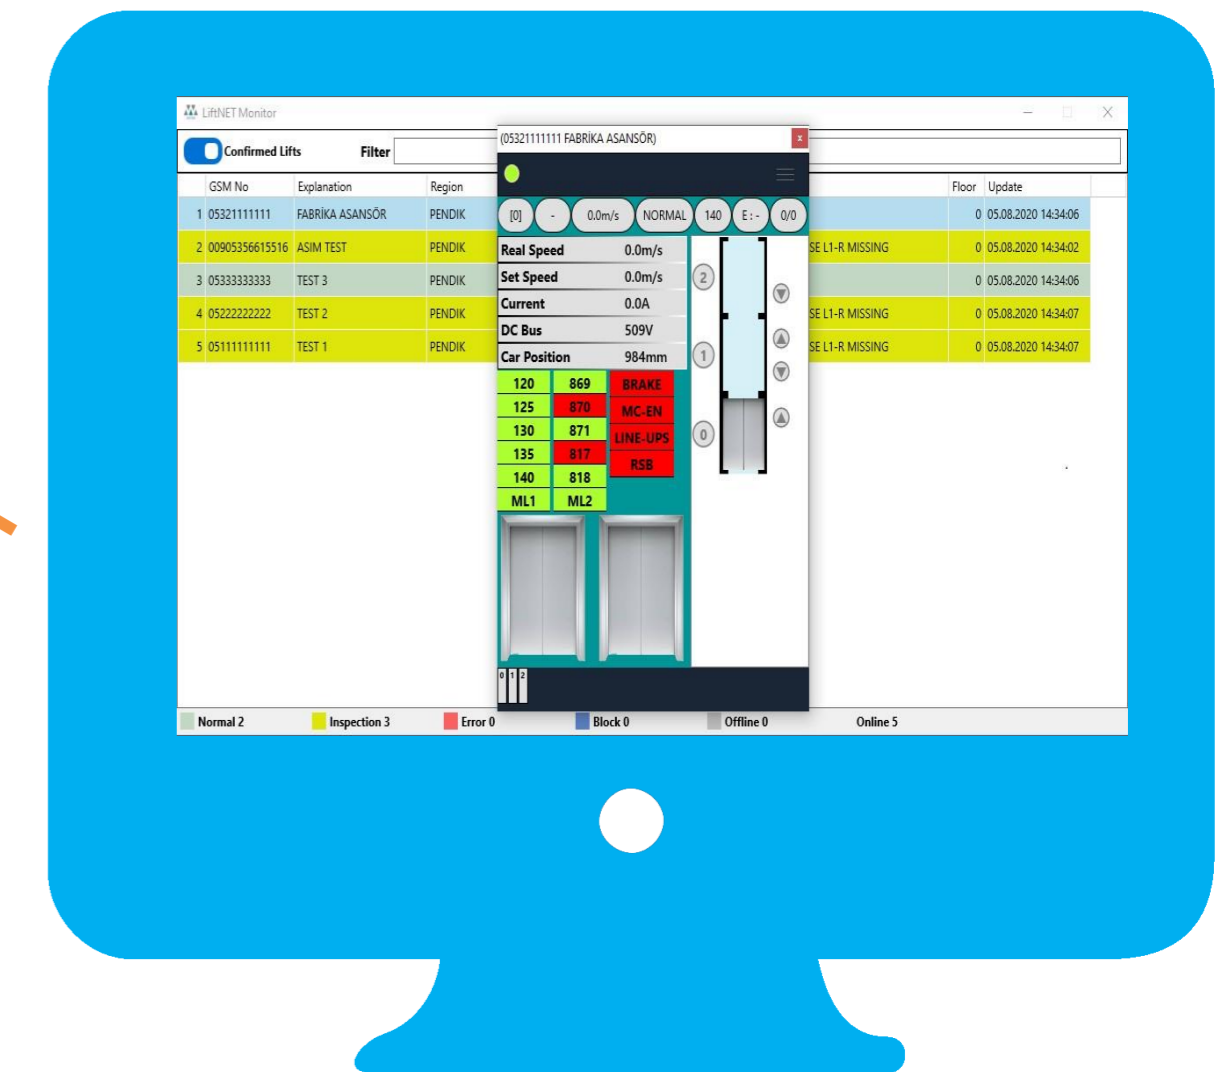 LiftNET Monitor
Confirmed Lifts Filter
(05321111111 FABRİKA ASANSÖR)
GSM No Explanation Region Floor Update
1 05321111111 FABRİKA ASANSÖR PENDIK 0 05.08.2020 14:34:06
2 00905356615516 ASIM TEST PENDIK SE L1-R MISSING 0 05.08.2020 14:34:02
3 05333333333 TEST 3 PENDIK 0 05.08.2020 14:34:06
4 05222222222 TEST 2 PENDIK SE L1-R MISSING 0 05.08.2020 14:34:07
5 05111111111 TEST 1 PENDIK SE L1-R MISSING 0 05.08.2020 14:34:07
[0] - 0.0m/s NORMAL 140 E : - 0/0
Real Speed 0.0m/s
Set Speed 0.0m/s
Current 0.0A
DC Bus 509V
Car Position 984mm
2
1
0
120 869 BRAKE
125 870 MC-EN
130 871 LINE-UPS
135 817 RSB
140 818
ML1 ML2
0 1 2
Normal 2 Inspection 3 Error 0 Block 0 Offline 0 Online 5